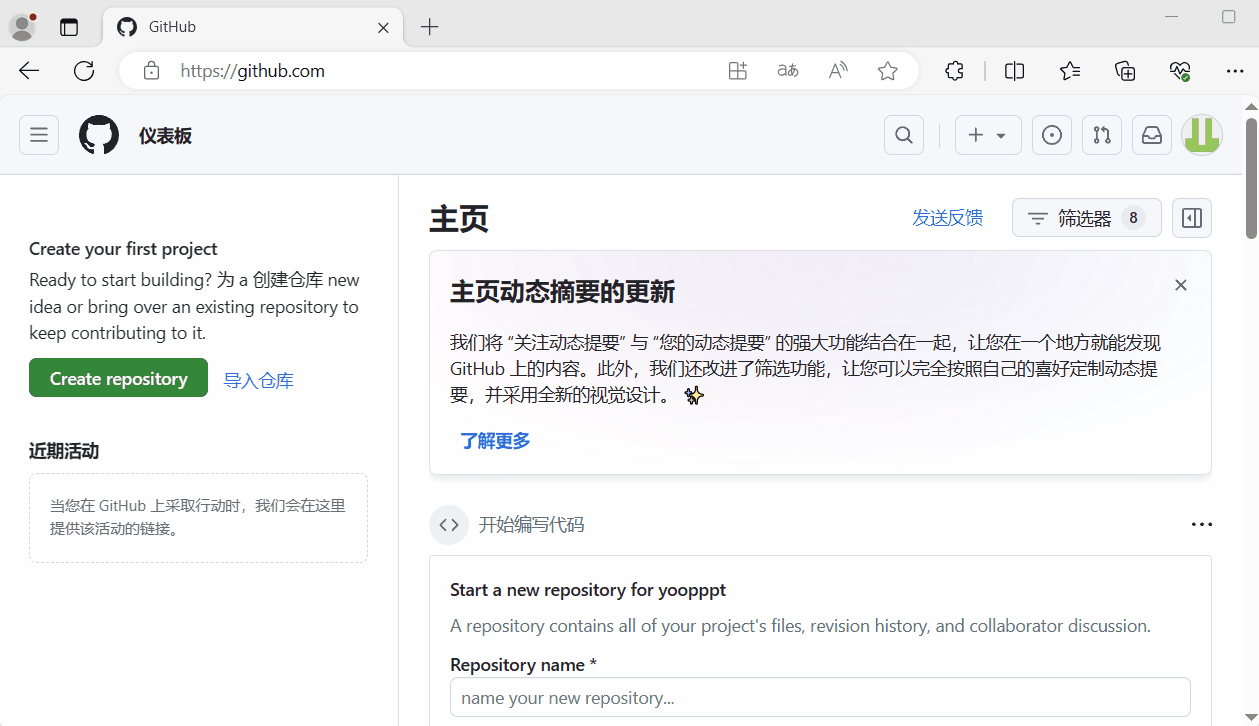 GitHub
https://github.com
aあ
A
仪表板
Create your first project
Ready to start building? 为 a 创建仓库 new
idea or bring over an existing repository to
keep contributing to it.
Create repository
导入仓库
近期活动
当您在 GitHub 上采取行动时，我们会在这里
提供该活动的链接。
主页
发送反馈
筛选器 8
主页动态摘要的更新
我们将 “关注动态提要” 与 “您的动态提要” 的强大功能结合在一起，让您在一个地方就能发现
GitHub 上的内容。此外，我们还改进了筛选功能，让您可以完全按照自己的喜好定制动态提
要，并采用全新的视觉设计。 ✨
了解更多
开始编写代码
Start a new repository for yoopppt
A repository contains all of your project's files, revision history, and collaborator discussion.
Repository name *
name your new repository...